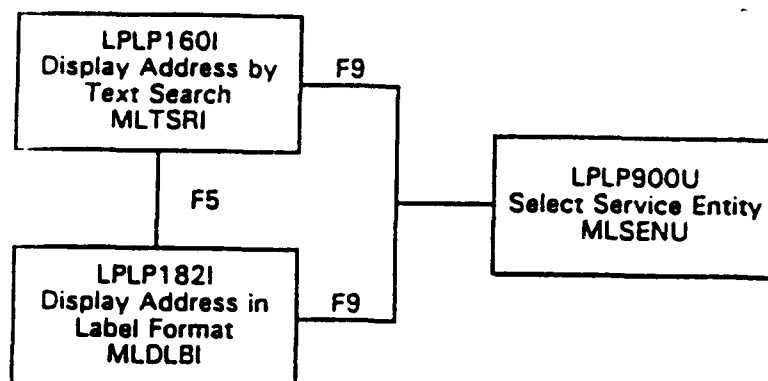 LPLP160I
Display Address by
Text Search
MLTSRI
F9
F5
LPLP900U
Select Service Entity
MLSENU
LPLP182I
Display Address in
Label Format
MLDLBI
F9